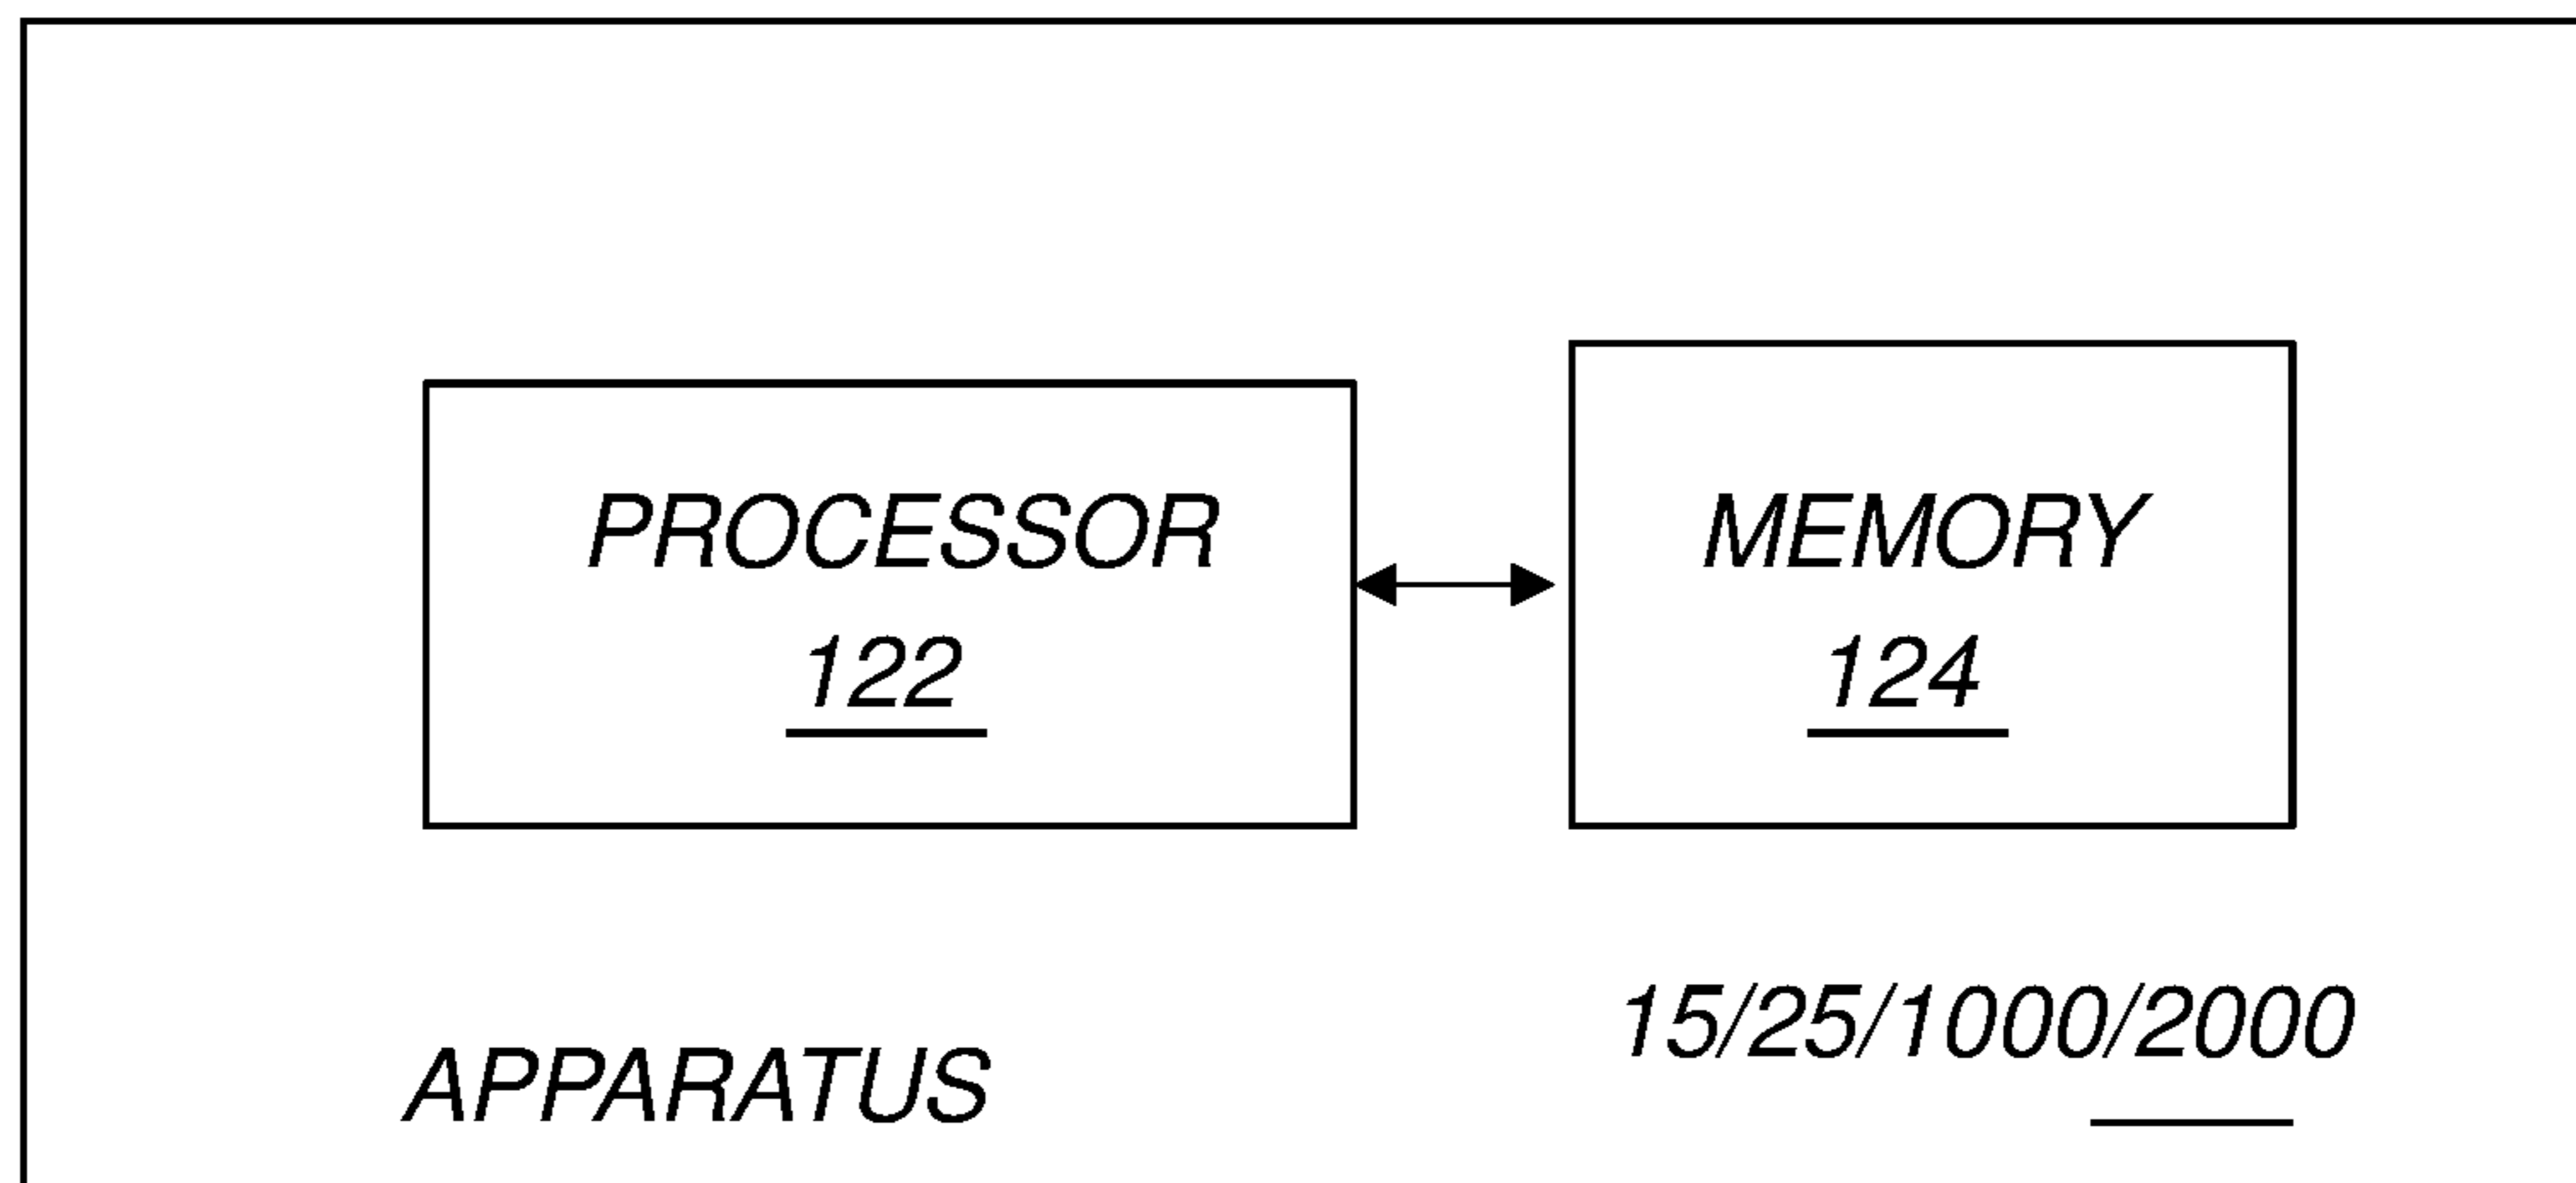 PROCESSOR
122
MEMORY
124
APPARATUS
15/25/1000/2000